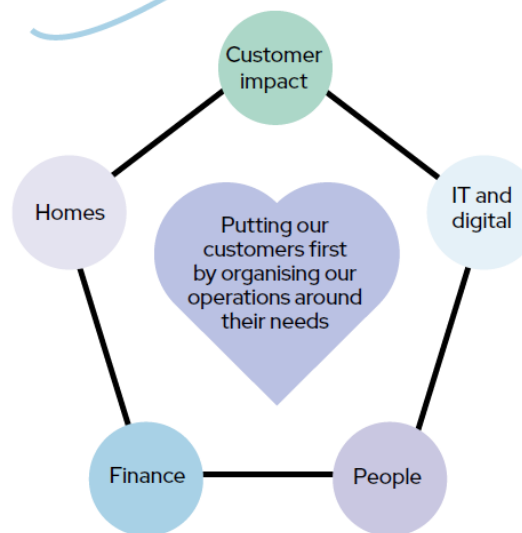 Customer
impact
Homes
IT and
digital
Putting our
customers first
by organising our
operations around
their needs
Finance
People